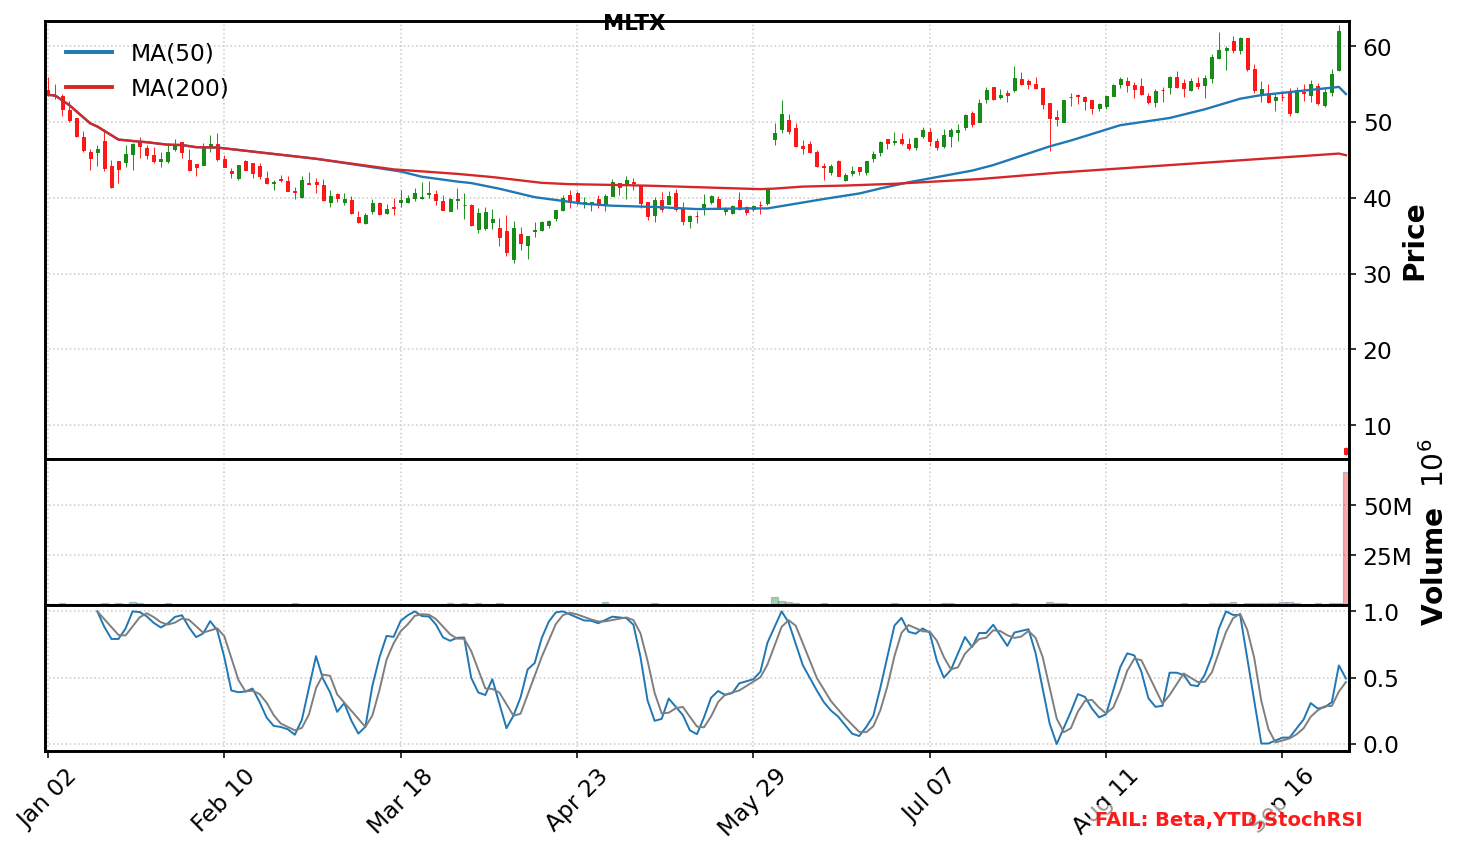 MLTX
MA(50)
MA(200)
60
50
40
30
20
10
Price
50M
25M
Volume 10^6
1.0
0.5
0.0
Jan 02
Feb 10
Mar 18
Apr 23
May 29
Jul 07
Aug 11
Sep 16
FAIL: Beta,YTD,StochRSI